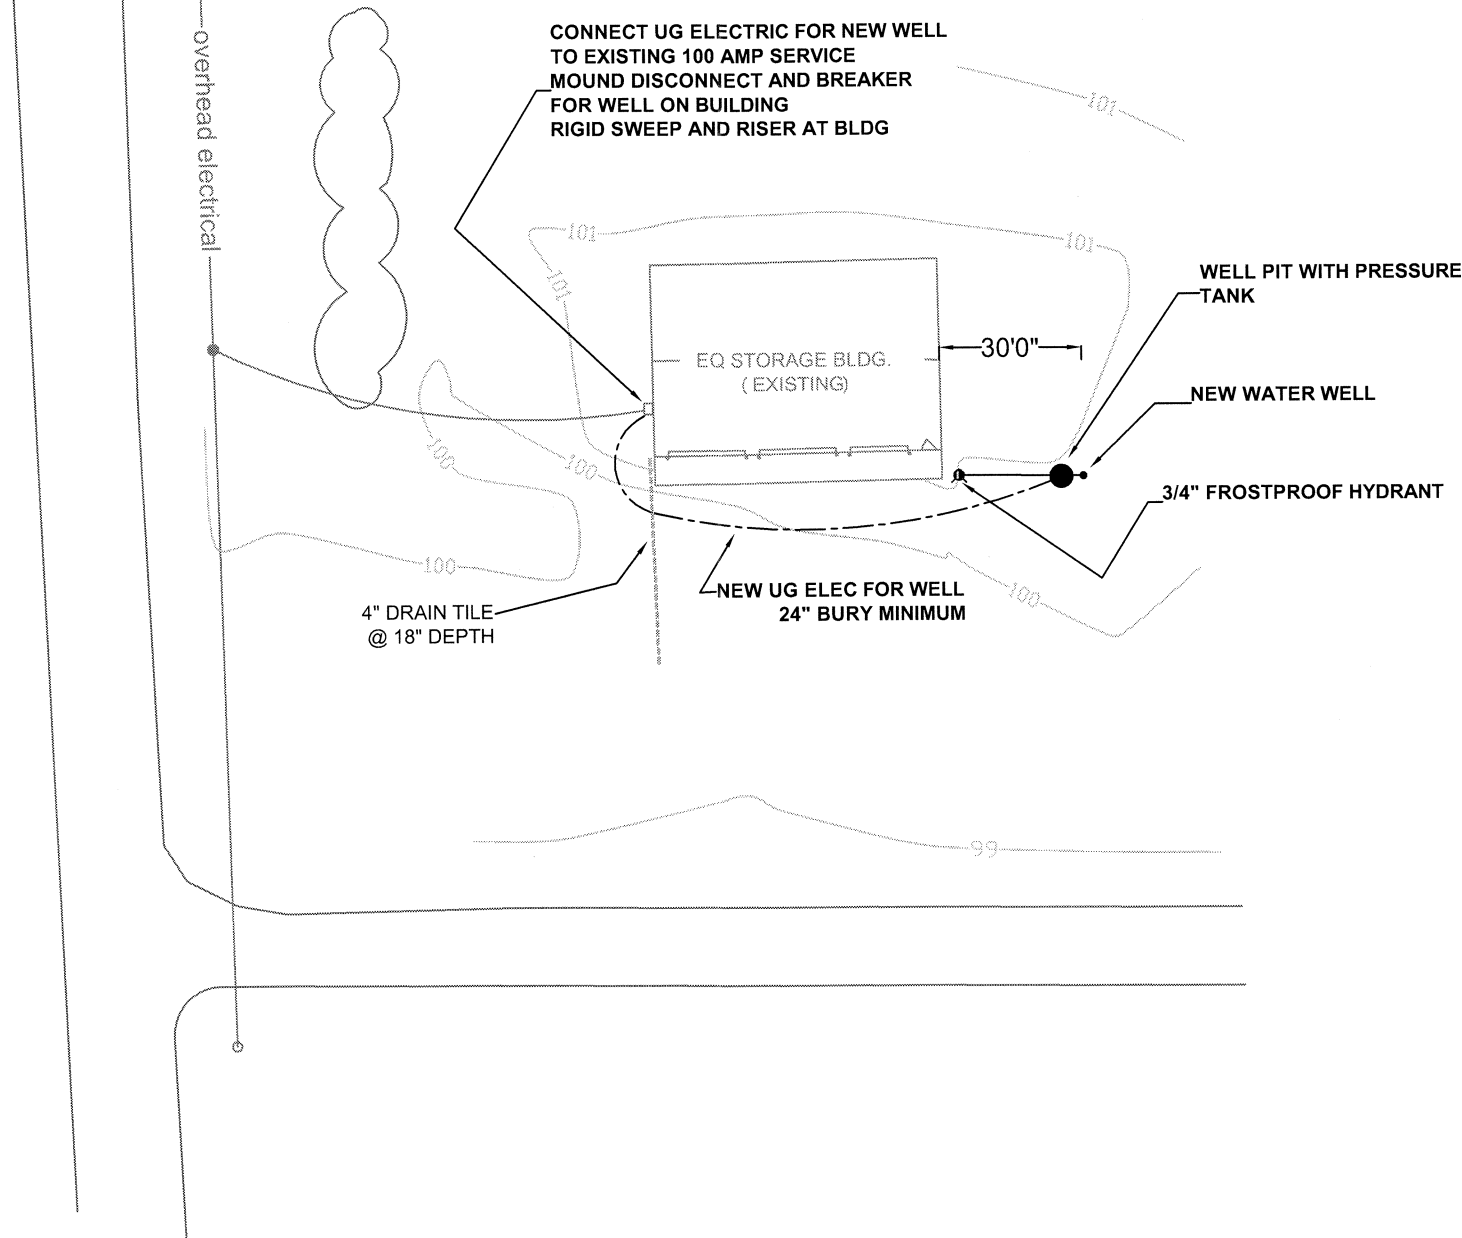 CONNECT UG ELECTRIC FOR NEW WELL
TO EXISTING 100 AMP SERVICE
MOUND DISCONNECT AND BREAKER
FOR WELL ON BUILDING
RIGID SWEEP AND RISER AT BLDG
overhead electrical
101
101
101
101
WELL PIT WITH PRESSURE
TANK
30'0"
EQ STORAGE BLDG.
( EXISTING)
NEW WATER WELL
100
100
3/4" FROSTPROOF HYDRANT
100
100
NEW UG ELEC FOR WELL
24" BURY MINIMUM
4" DRAIN TILE
@ 18" DEPTH
99